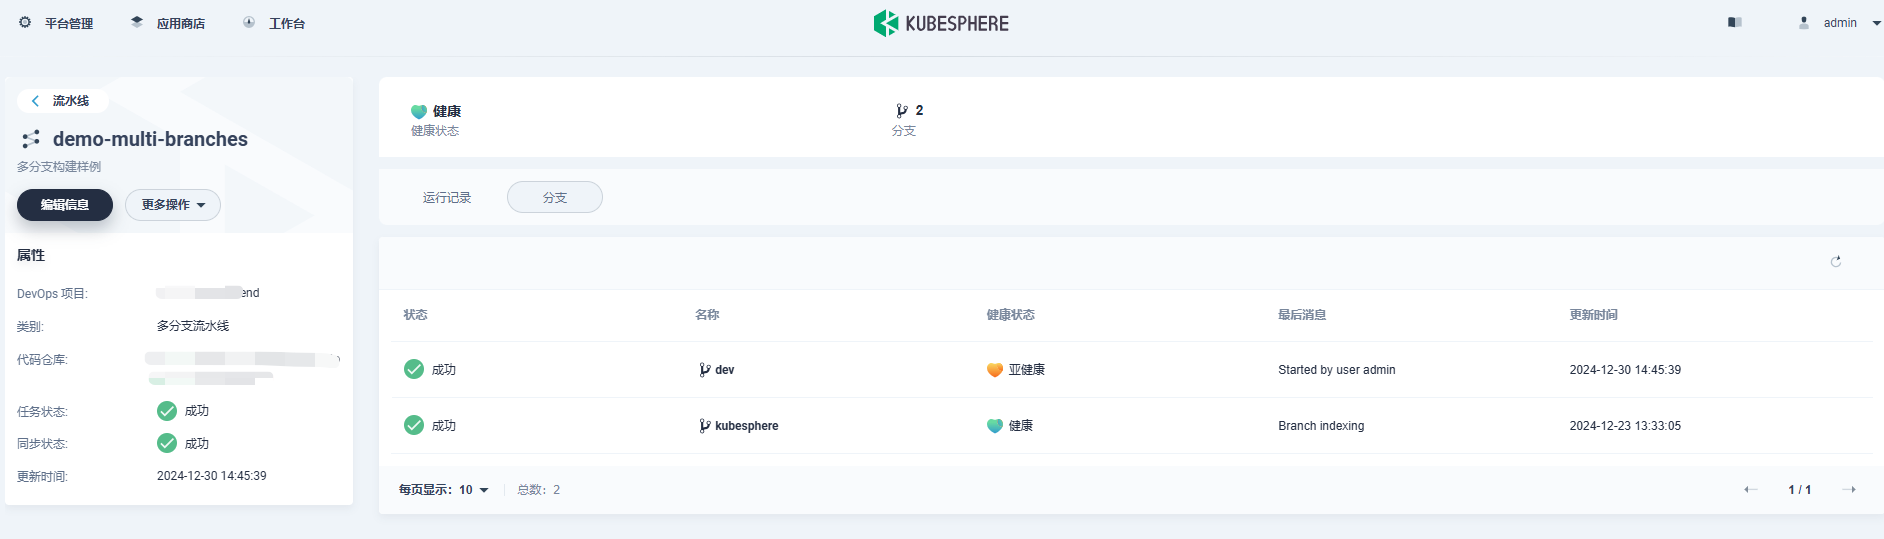 平台管理 应用商店 工作台 KUBESPHERE admin
流水线
demo-multi-branches
多分支构建样例
编辑信息 更多操作
属性
DevOps 项目: end
类别: 多分支流水线
代码仓库:
任务状态: 成功
同步状态: 成功
更新时间: 2024-12-30 14:45:39
健康 2
健康状态 分支
运行记录 分支
状态 名称 健康状态 最后消息 更新时间
成功 dev 亚健康 Started by user admin 2024-12-30 14:45:39
成功 kubesphere 健康 Branch indexing 2024-12-23 13:33:05
每页显示: 10 总数: 2 1 / 1